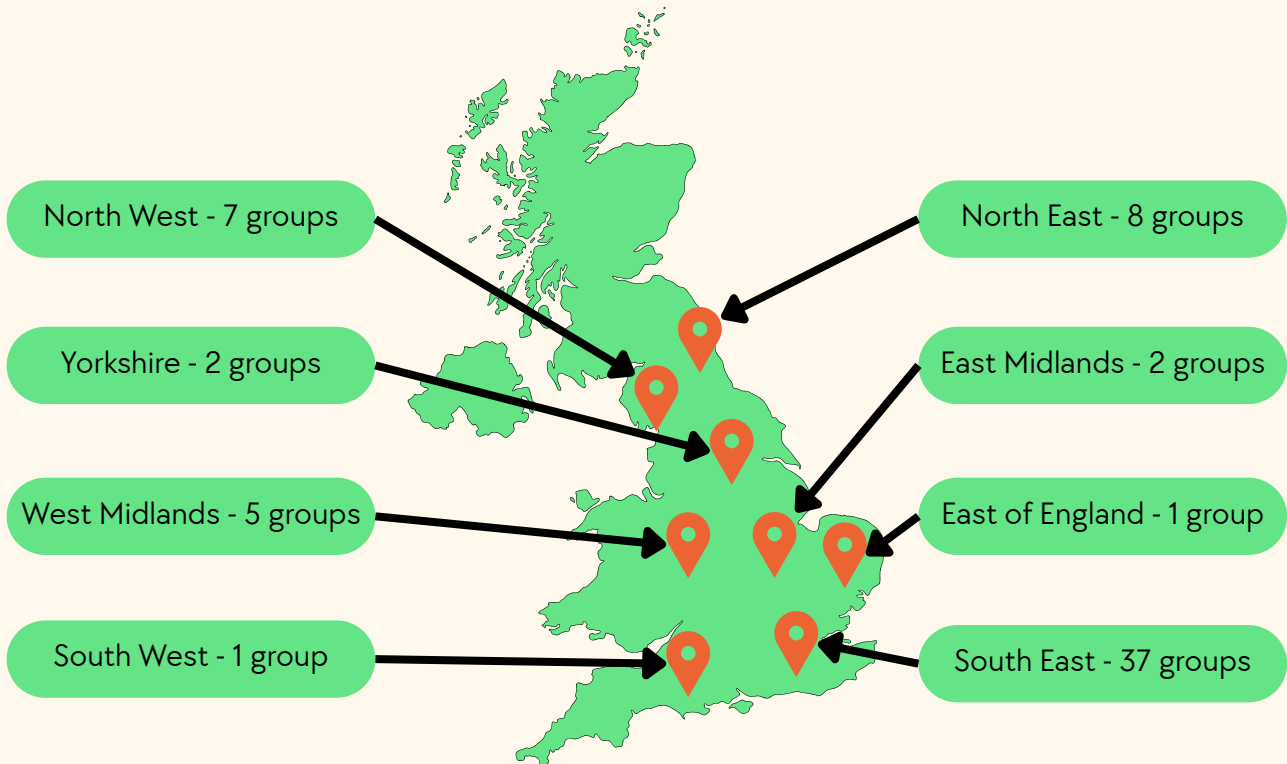 North West - 7 groups
North East - 8 groups
Yorkshire - 2 groups
East Midlands - 2 groups
West Midlands - 5 groups
East of England - 1 group
South West - 1 group
South East - 37 groups